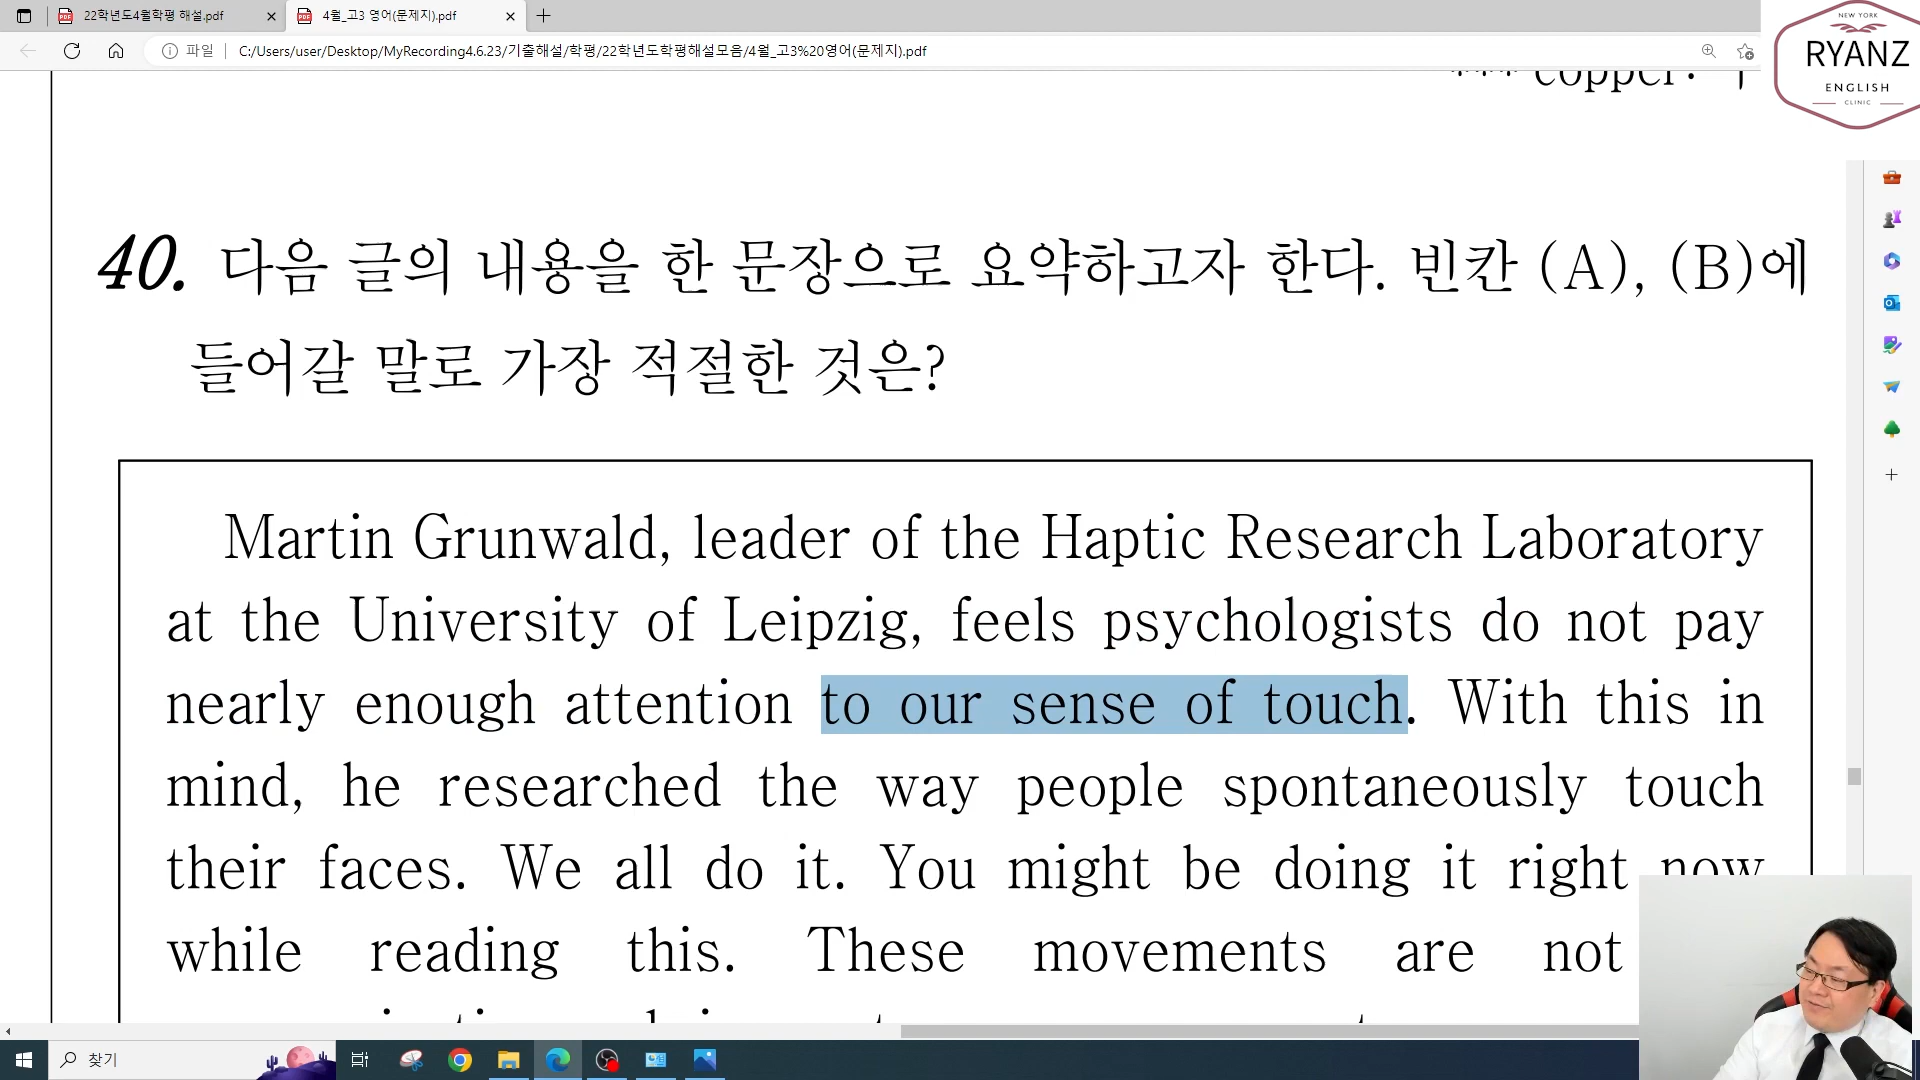 22학년도4월학평 해설.pdf
4월_고3 영어(문제지).pdf
파일
C:/Users/user/Desktop/MyRecording4.6.23/기출해설/학평/22학년도학평해설모음/4월_고3%20영어(문제지).pdf
NEW YORK
RYANZ
ENGLISH
CLINIC
*** copper:
40. 다음 글의 내용을 한 문장으로 요약하고자 한다. 빈칸 (A), (B)에
들어갈 말로 가장 적절한 것은?
Martin Grunwald, leader of the Haptic Research Laboratory
at the University of Leipzig, feels psychologists do not pay
nearly enough attention to our sense of touch. With this in
mind, he researched the way people spontaneously touch
their faces. We all do it. You might be doing it right now
while reading this. These movements are not
찾기